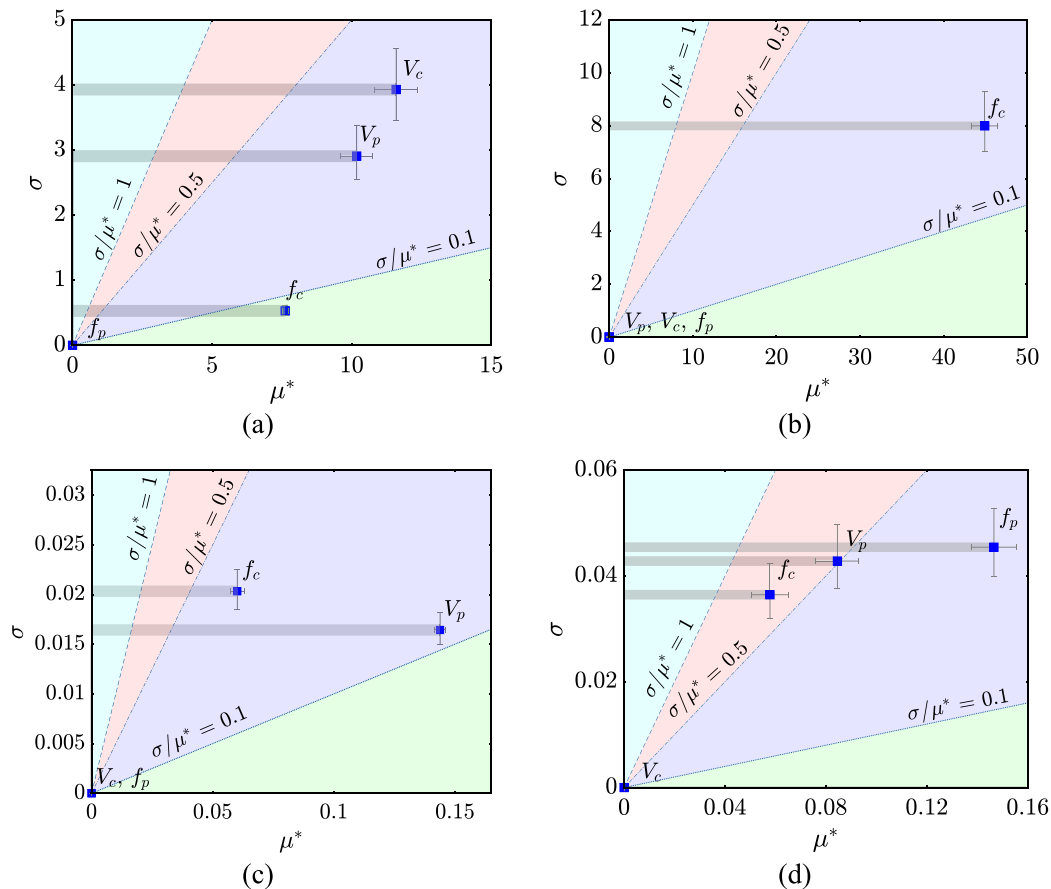 5
4
3
2
1
0
σ
σ/μ* = 1
σ/μ* = 0.5
σ/μ* = 0.1
V_c
V_p
f_c
f_p
0
5
10
15
μ*
(a)
12
10
8
6
4
2
0
σ
σ/μ* = 1
σ/μ* = 0.5
σ/μ* = 0.1
f_c
V_p, V_c, f_p
0
10
20
30
40
50
μ*
(b)
0.03
0.025
0.02
0.015
0.01
0.005
0
σ
σ/μ* = 1
σ/μ* = 0.5
σ/μ* = 0.1
f_c
V_p
V_c, f_p
0
0.05
0.1
0.15
μ*
(c)
0.06
0.04
0.02
0
σ
σ/μ* = 1
σ/μ* = 0.5
σ/μ* = 0.1
f_p
V_p
f_c
V_c
0
0.04
0.08
0.12
0.16
μ*
(d)